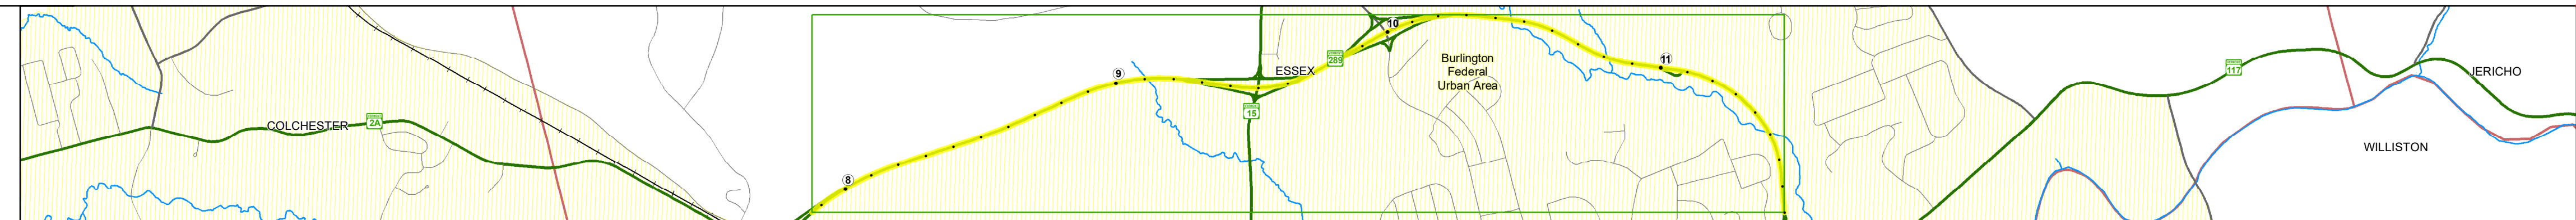 10
9
289
ESSEX
Burlington
Federal
Urban Area
11
117
JERICHO
15
2A
COLCHESTER
WILLISTON
8